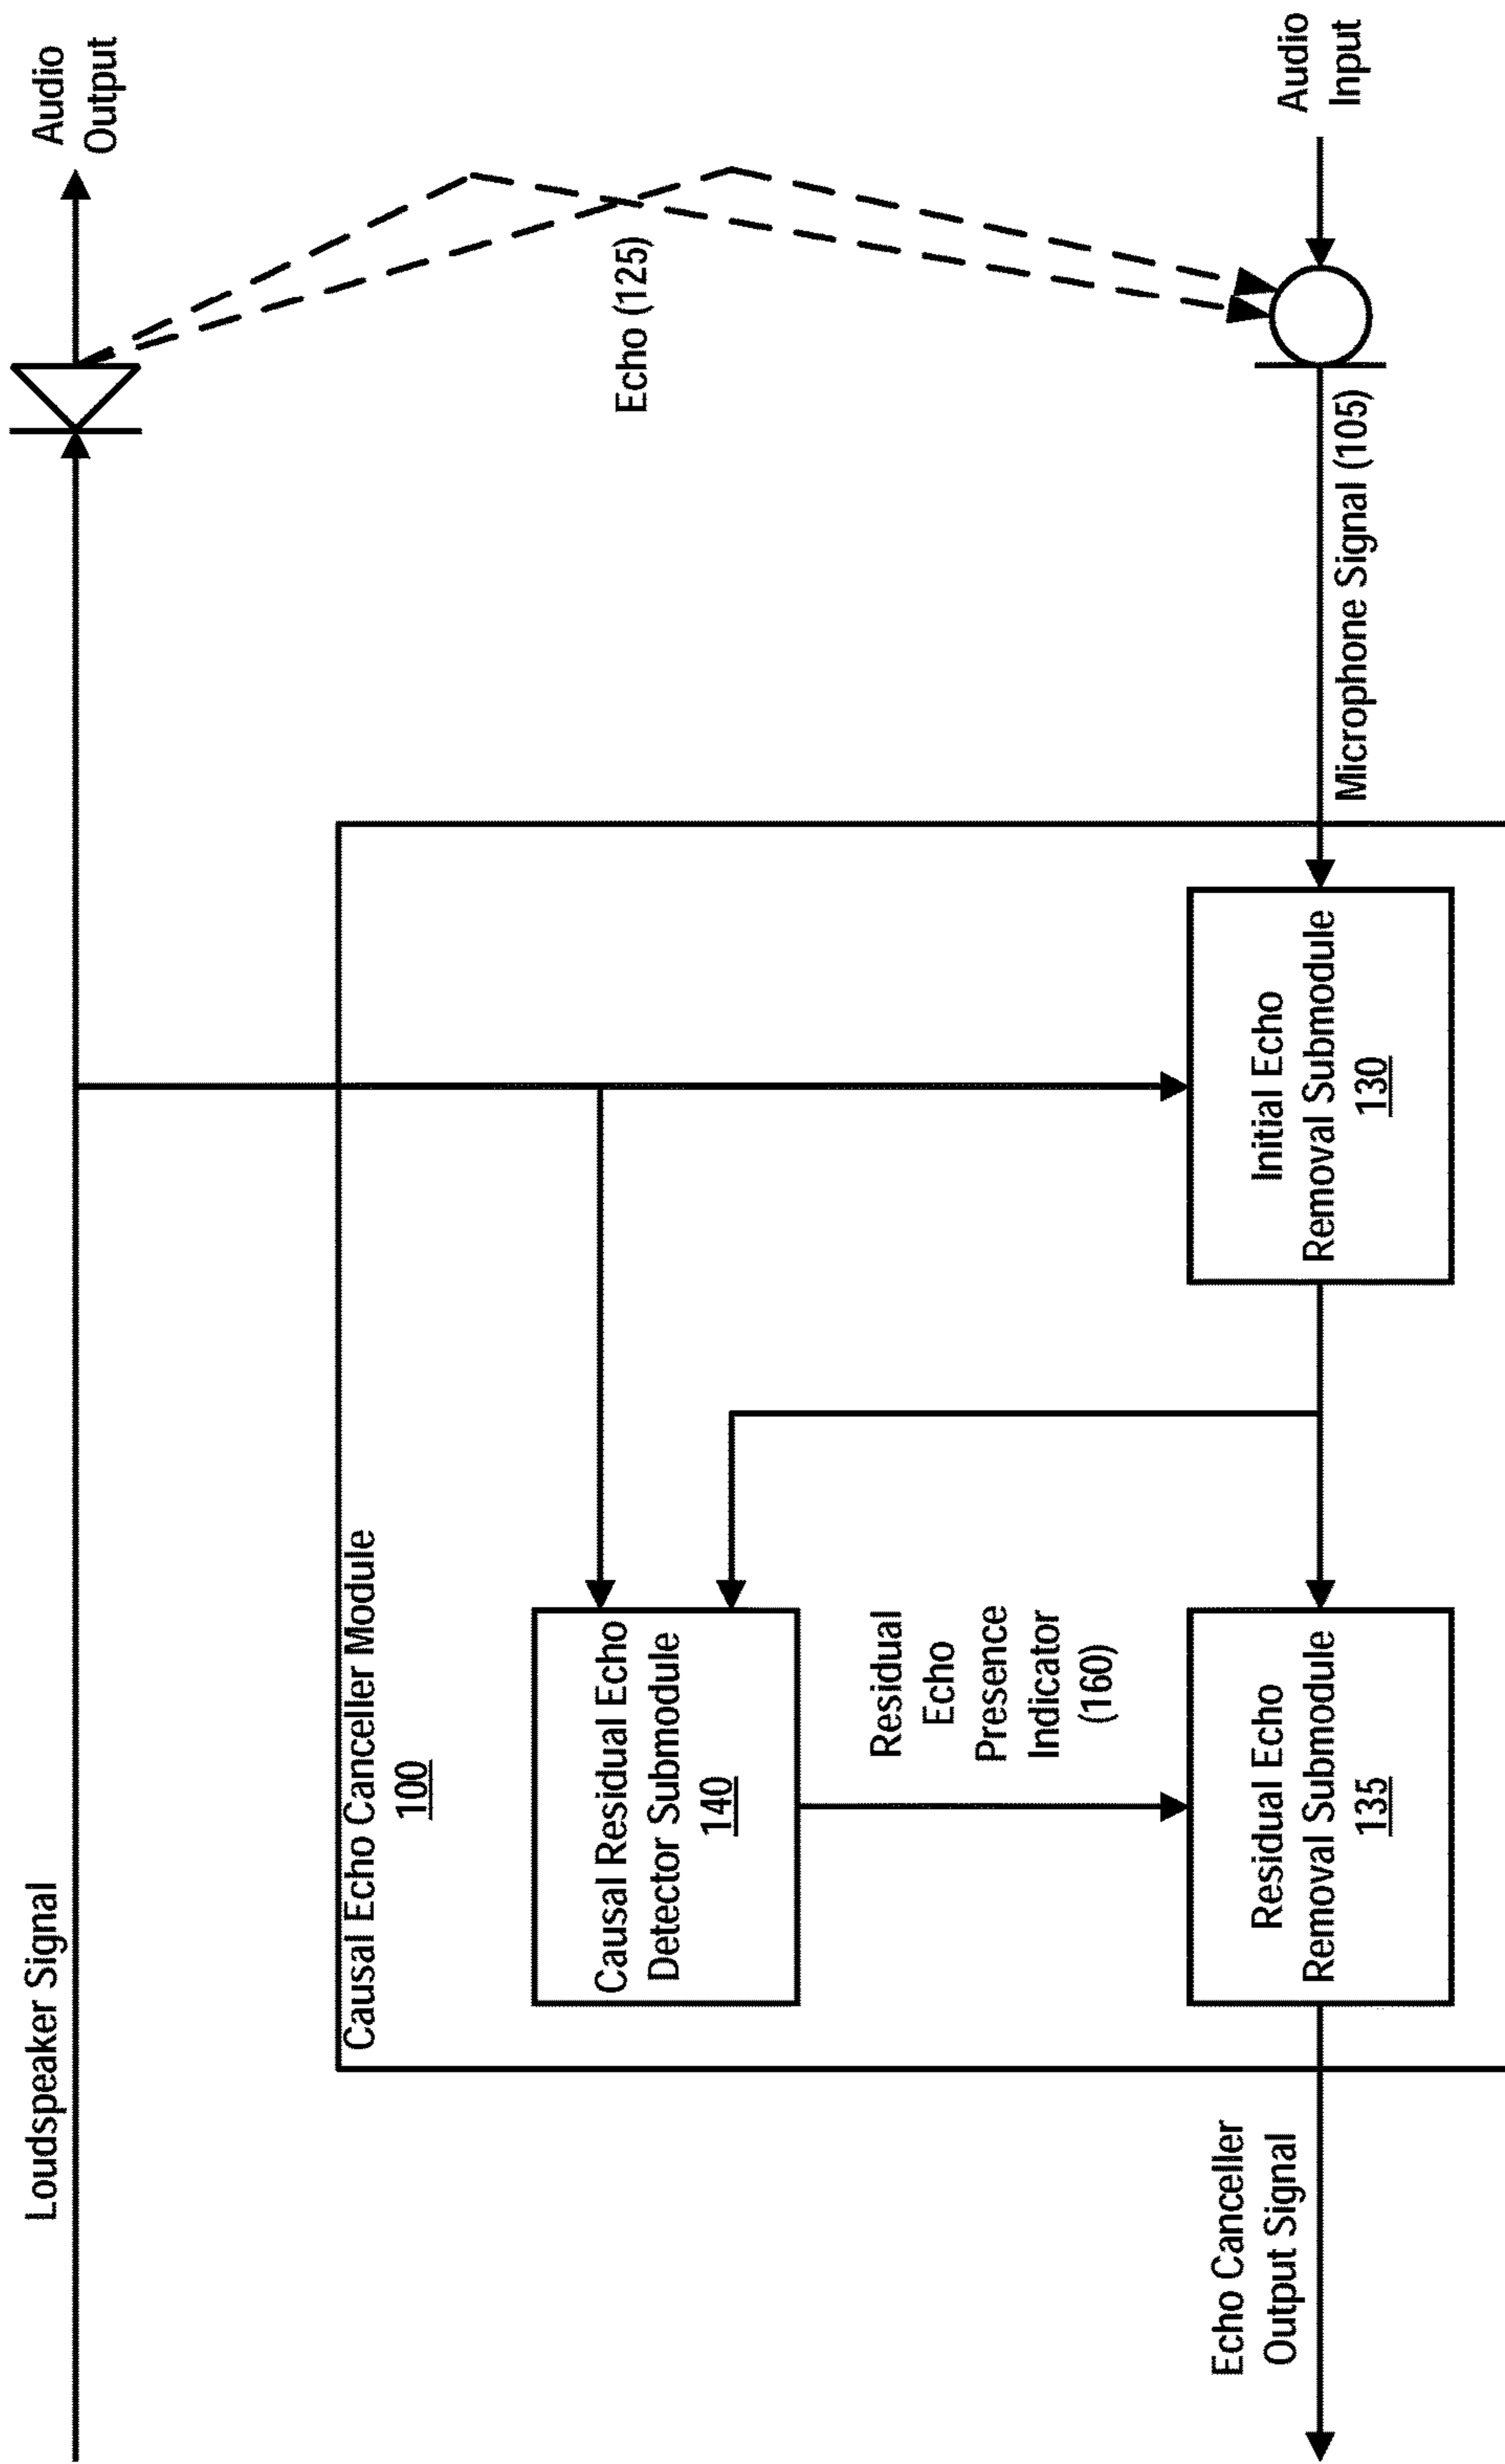 Loudspeaker Signal
Audio
Output
Causal Echo Canceller Module
100
Causal Residual Echo
Detector Submodule
140
Echo (125)
Residual
Echo
Presence
Indicator
(160)
Echo Canceller
Output Signal
Residual Echo
Removal Submodule
135
Initial Echo
Removal Submodule
130
Microphone Signal (105)
Audio
Input